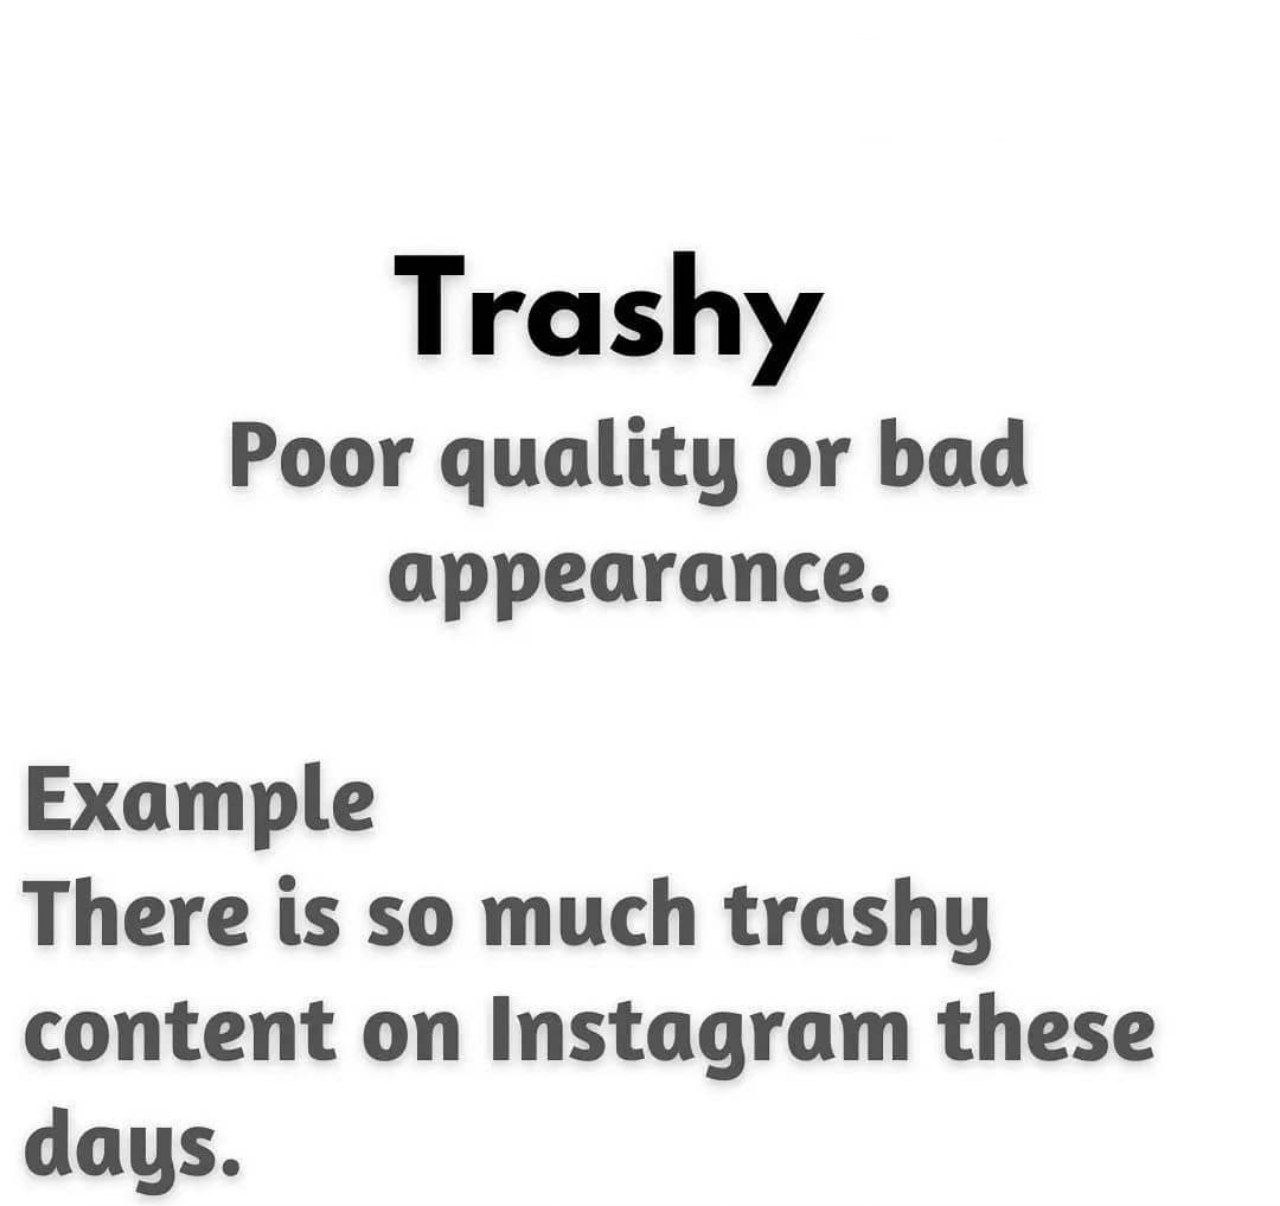 Trashy
Poor quality or bad
appearance.
Example
There is so much trashy
content on Instagram these
days.